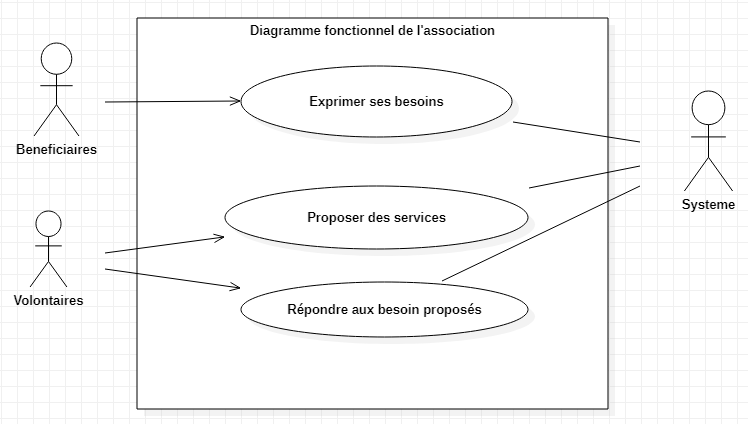 Diagramme fonctionnel de l'association
Exprimer ses besoins
Beneficiaires
Systeme
Proposer des services
Volontaires
Répondre aux besoin proposés